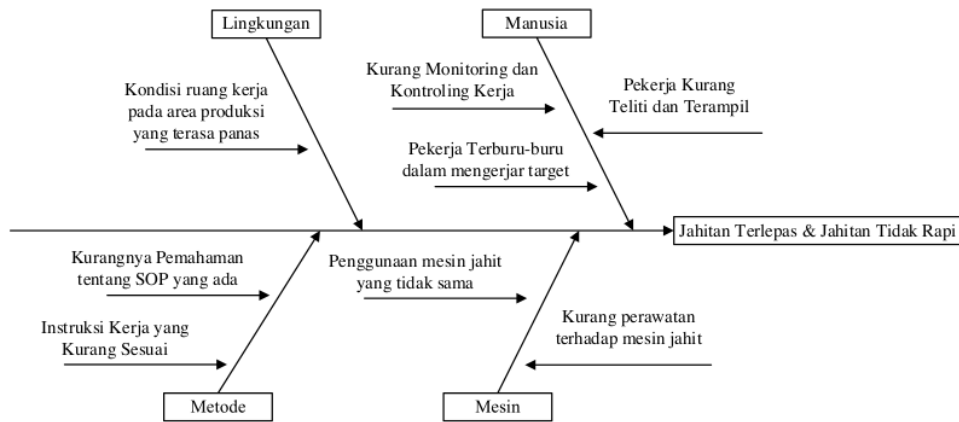 Lingkungan
Manusia
Kondisi ruang kerja
pada area produksi
yang terasa panas
Kurang Monitoring dan
Kontroling Kerja
Pekerja Kurang
Teliti dan Terampil
Pekerja Terburu-buru
dalam mengerjar target
Jahitan Terlepas & Jahitan Tidak Rapi
Kurangnya Pemahaman
tentang SOP yang ada
Penggunaan mesin jahit
yang tidak sama
Instruksi Kerja yang
Kurang Sesuai
Kurang perawatan
terhadap mesin jahit
Metode
Mesin